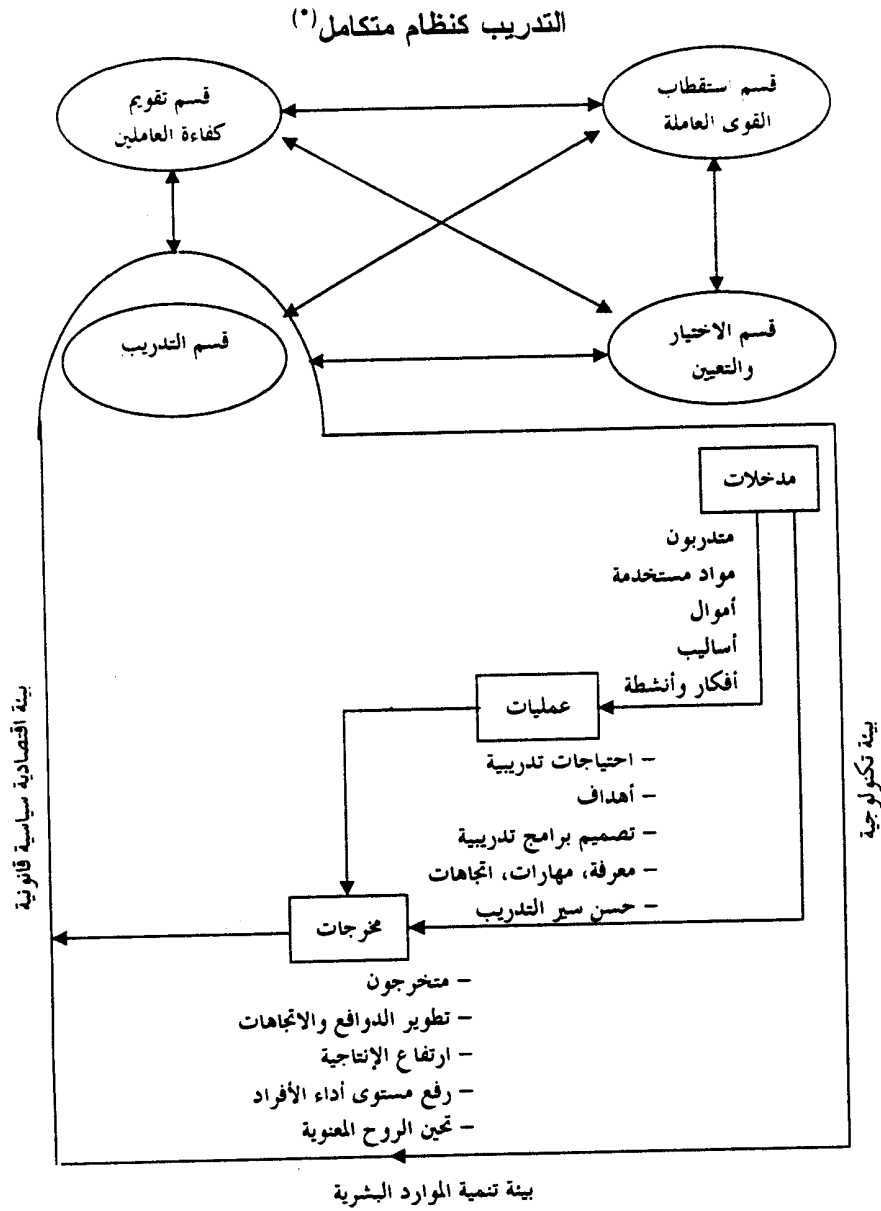 التدريب كنظام متكامل(*)
قسم استقطاب
القوى العاملة
قسم تقويم
كفاءة العاملين
قسم الاختيار
والتعيين
قسم التدريب
مدخلات
متدربون
مواد مستخدمة
أموال
أساليب
أفكار وأنشطة
عمليات
– احتياجات تدريبية
– أهداف
– تصميم برامج تدريبية
– معرفة، مهارات، اتجاهات
– حسن سير التدريب
مخرجات
– متخرجون
– تطوير الدوافع والاتجاهات
– ارتفاع الإنتاجية
– رفع مستوى أداء الأفراد
– تحين الروح المعنوية
بيئة تكنولوجية
بيئة اقتصادية سياسية قانونية
بيئة تنمية الموارد البشرية